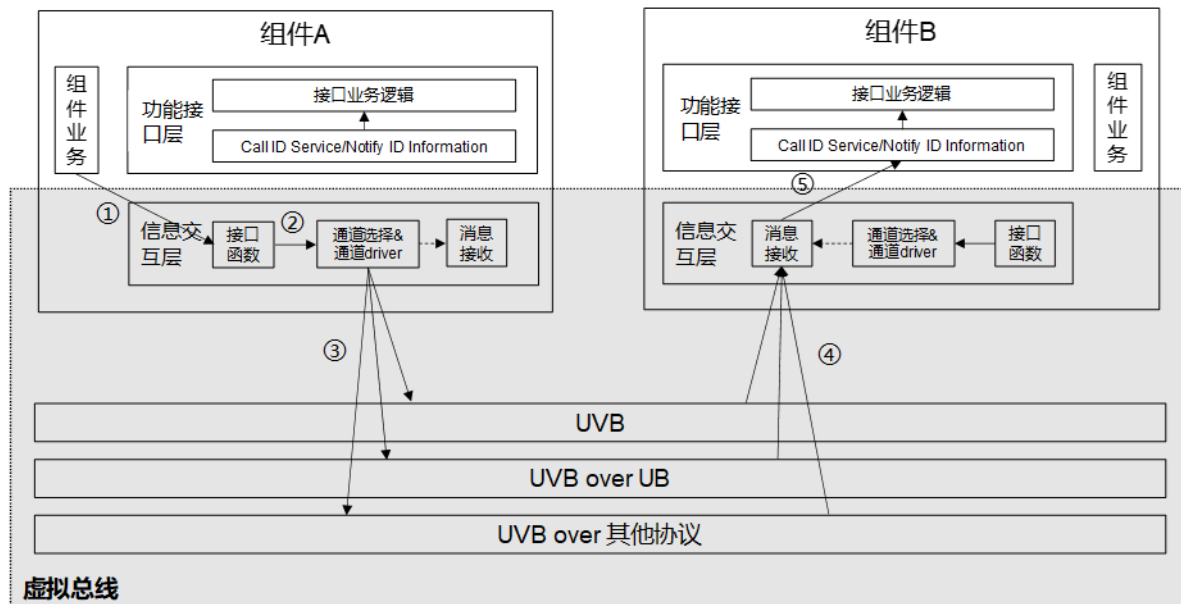 组件A
组
件
业
务
功能接
口层
接口业务逻辑
Call ID Service/Notify ID Information
①
信息交
互层
接口
函数
②
通道选择&
通道driver
消息
接收
③
组件B
功能接
口层
接口业务逻辑
Call ID Service/Notify ID Information
组
件
业
务
⑤
信息交
互层
消息
接收
通道选择&
通道driver
接口
函数
④
UVB
UVB over UB
UVB over 其他协议
虚拟总线